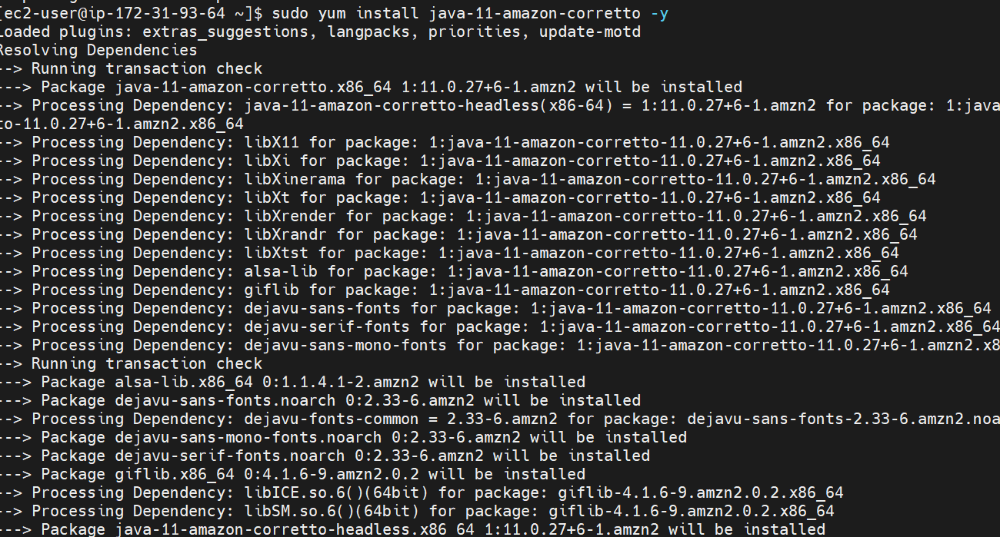 [ec2-user@ip-172-31-93-64 ~]$ sudo yum install java-11-amazon-corretto -y
Loaded plugins: extras_suggestions, langpacks, priorities, update-motd
Resolving Dependencies
--> Running transaction check
---> Package java-11-amazon-corretto.x86_64 1:11.0.27+6-1.amzn2 will be installed
--> Processing Dependency: java-11-amazon-corretto-headless(x86-64) = 1:11.0.27+6-1.amzn2 for package: 1:java
to-11.0.27+6-1.amzn2.x86_64
--> Processing Dependency: libX11 for package: 1:java-11-amazon-corretto-11.0.27+6-1.amzn2.x86_64
--> Processing Dependency: libXi for package: 1:java-11-amazon-corretto-11.0.27+6-1.amzn2.x86_64
--> Processing Dependency: libXinerama for package: 1:java-11-amazon-corretto-11.0.27+6-1.amzn2.x86_64
--> Processing Dependency: libXt for package: 1:java-11-amazon-corretto-11.0.27+6-1.amzn2.x86_64
--> Processing Dependency: libXrender for package: 1:java-11-amazon-corretto-11.0.27+6-1.amzn2.x86_64
--> Processing Dependency: libXrandr for package: 1:java-11-amazon-corretto-11.0.27+6-1.amzn2.x86_64
--> Processing Dependency: libXtst for package: 1:java-11-amazon-corretto-11.0.27+6-1.amzn2.x86_64
--> Processing Dependency: alsa-lib for package: 1:java-11-amazon-corretto-11.0.27+6-1.amzn2.x86_64
--> Processing Dependency: giflib for package: 1:java-11-amazon-corretto-11.0.27+6-1.amzn2.x86_64
--> Processing Dependency: dejavu-sans-fonts for package: 1:java-11-amazon-corretto-11.0.27+6-1.amzn2.x86_64
--> Processing Dependency: dejavu-serif-fonts for package: 1:java-11-amazon-corretto-11.0.27+6-1.amzn2.x86_64
--> Processing Dependency: dejavu-sans-mono-fonts for package: 1:java-11-amazon-corretto-11.0.27+6-1.amzn2.x8
--> Running transaction check
---> Package alsa-lib.x86_64 0:1.1.4.1-2.amzn2 will be installed
---> Package dejavu-sans-fonts.noarch 0:2.33-6.amzn2 will be installed
--> Processing Dependency: dejavu-fonts-common = 2.33-6.amzn2 for package: dejavu-sans-fonts-2.33-6.amzn2.noa
---> Package dejavu-sans-mono-fonts.noarch 0:2.33-6.amzn2 will be installed
---> Package dejavu-serif-fonts.noarch 0:2.33-6.amzn2 will be installed
---> Package giflib.x86_64 0:4.1.6-9.amzn2.0.2 will be installed
--> Processing Dependency: libICE.so.6()(64bit) for package: giflib-4.1.6-9.amzn2.0.2.x86_64
--> Processing Dependency: libSM.so.6()(64bit) for package: giflib-4.1.6-9.amzn2.0.2.x86_64
---> Package java-11-amazon-corretto-headless.x86_64 1:11.0.27+6-1.amzn2 will be installed